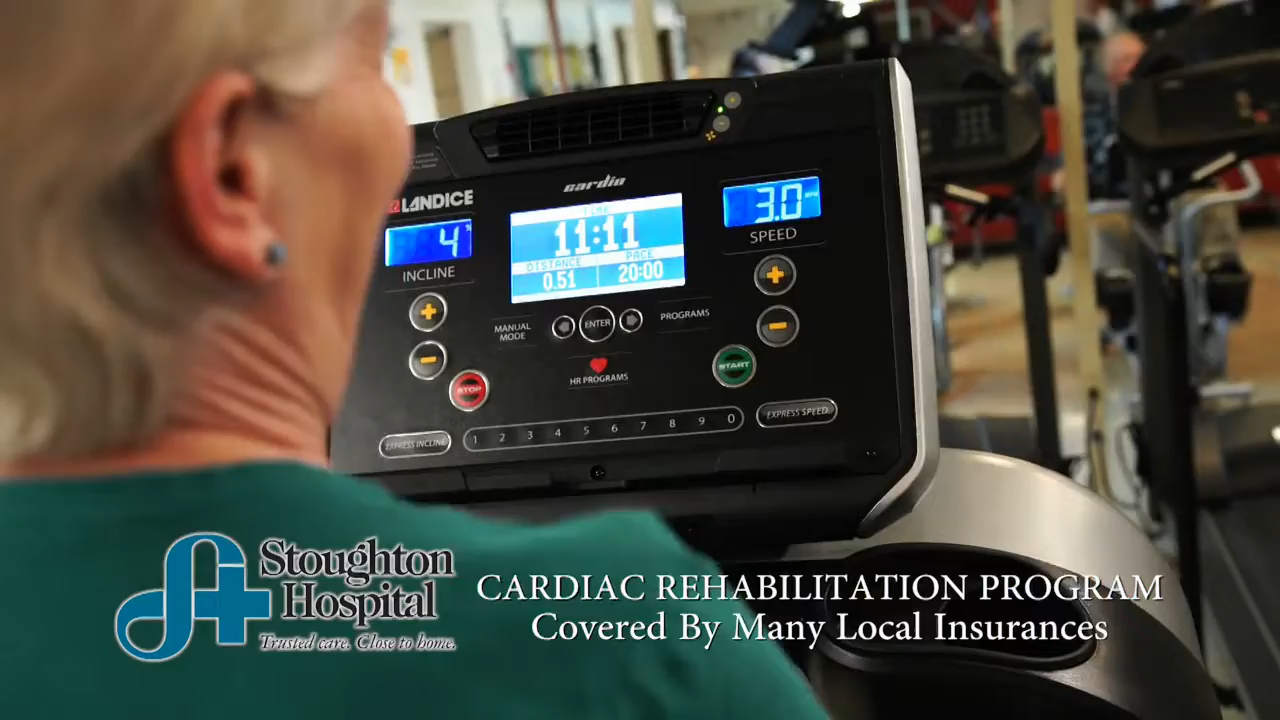 LANDICE
cardio
4 %
INCLINE
TIME
11:11
DISTANCE
PACE
0.51
20:00
3.0
SPEED
MANUAL
MODE
ENTER
PROGRAMS
HR PROGRAMS
STOP
START
EXPRESS INCLINE
1 2 3 4 5 6 7 8 9 0
EXPRESS SPEED
Stoughton
Hospital
Trusted care. Close to home.
CARDIAC REHABILITATION PROGRAM
Covered By Many Local Insurances